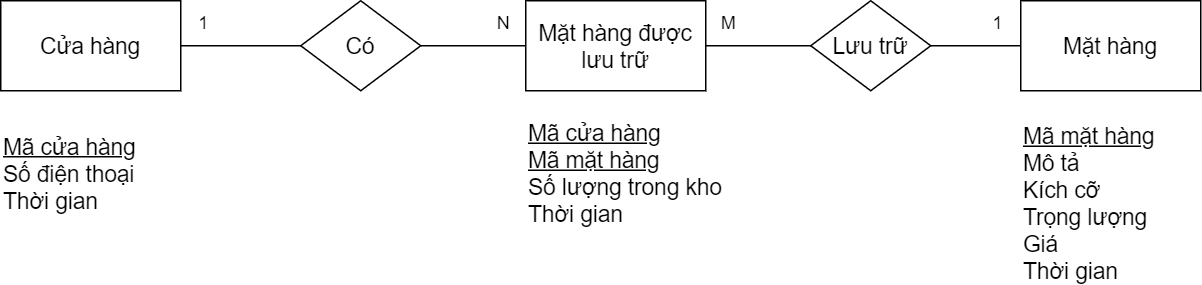 Cửa hàng
1
Có
N
Mặt hàng được
lưu trữ
M
Lưu trữ
1
Mặt hàng
Mã cửa hàng
Số điện thoại
Thời gian
Mã cửa hàng
Mã mặt hàng
Số lượng trong kho
Thời gian
Mã mặt hàng
Mô tả
Kích cỡ
Trọng lượng
Giá
Thời gian